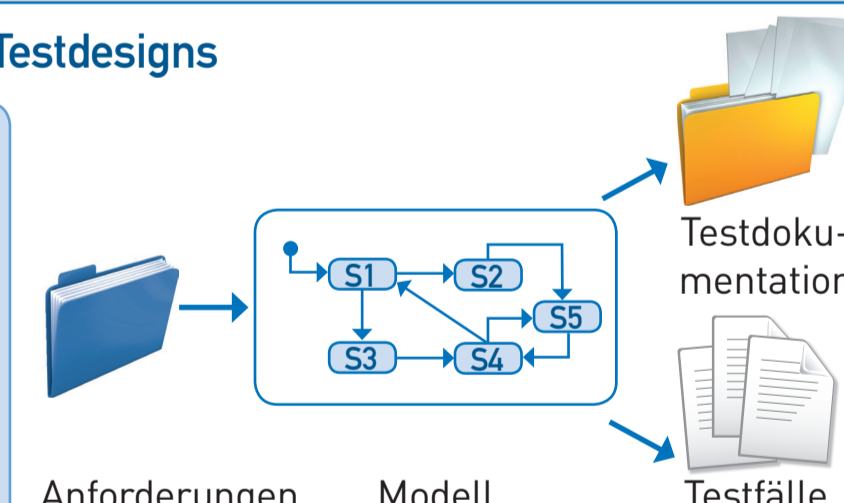 Testdesigns
Testdoku-
mentation
S1
S2
S5
S3
S4
Anforderungen
Modell
Testfälle